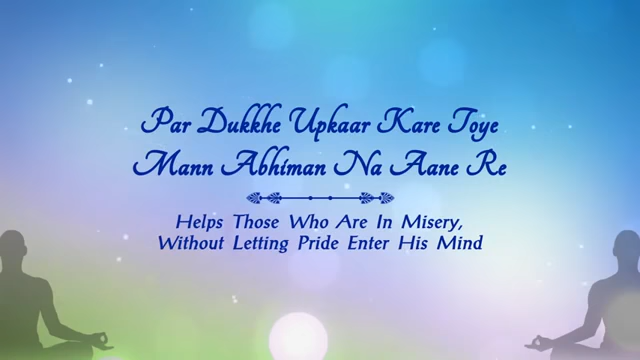 Par Dukkhe Upkaar Kare Toye
Mann Abhiman Na Aane Re
Helps Those Who Are In Misery,
Without Letting Pride Enter His Mind